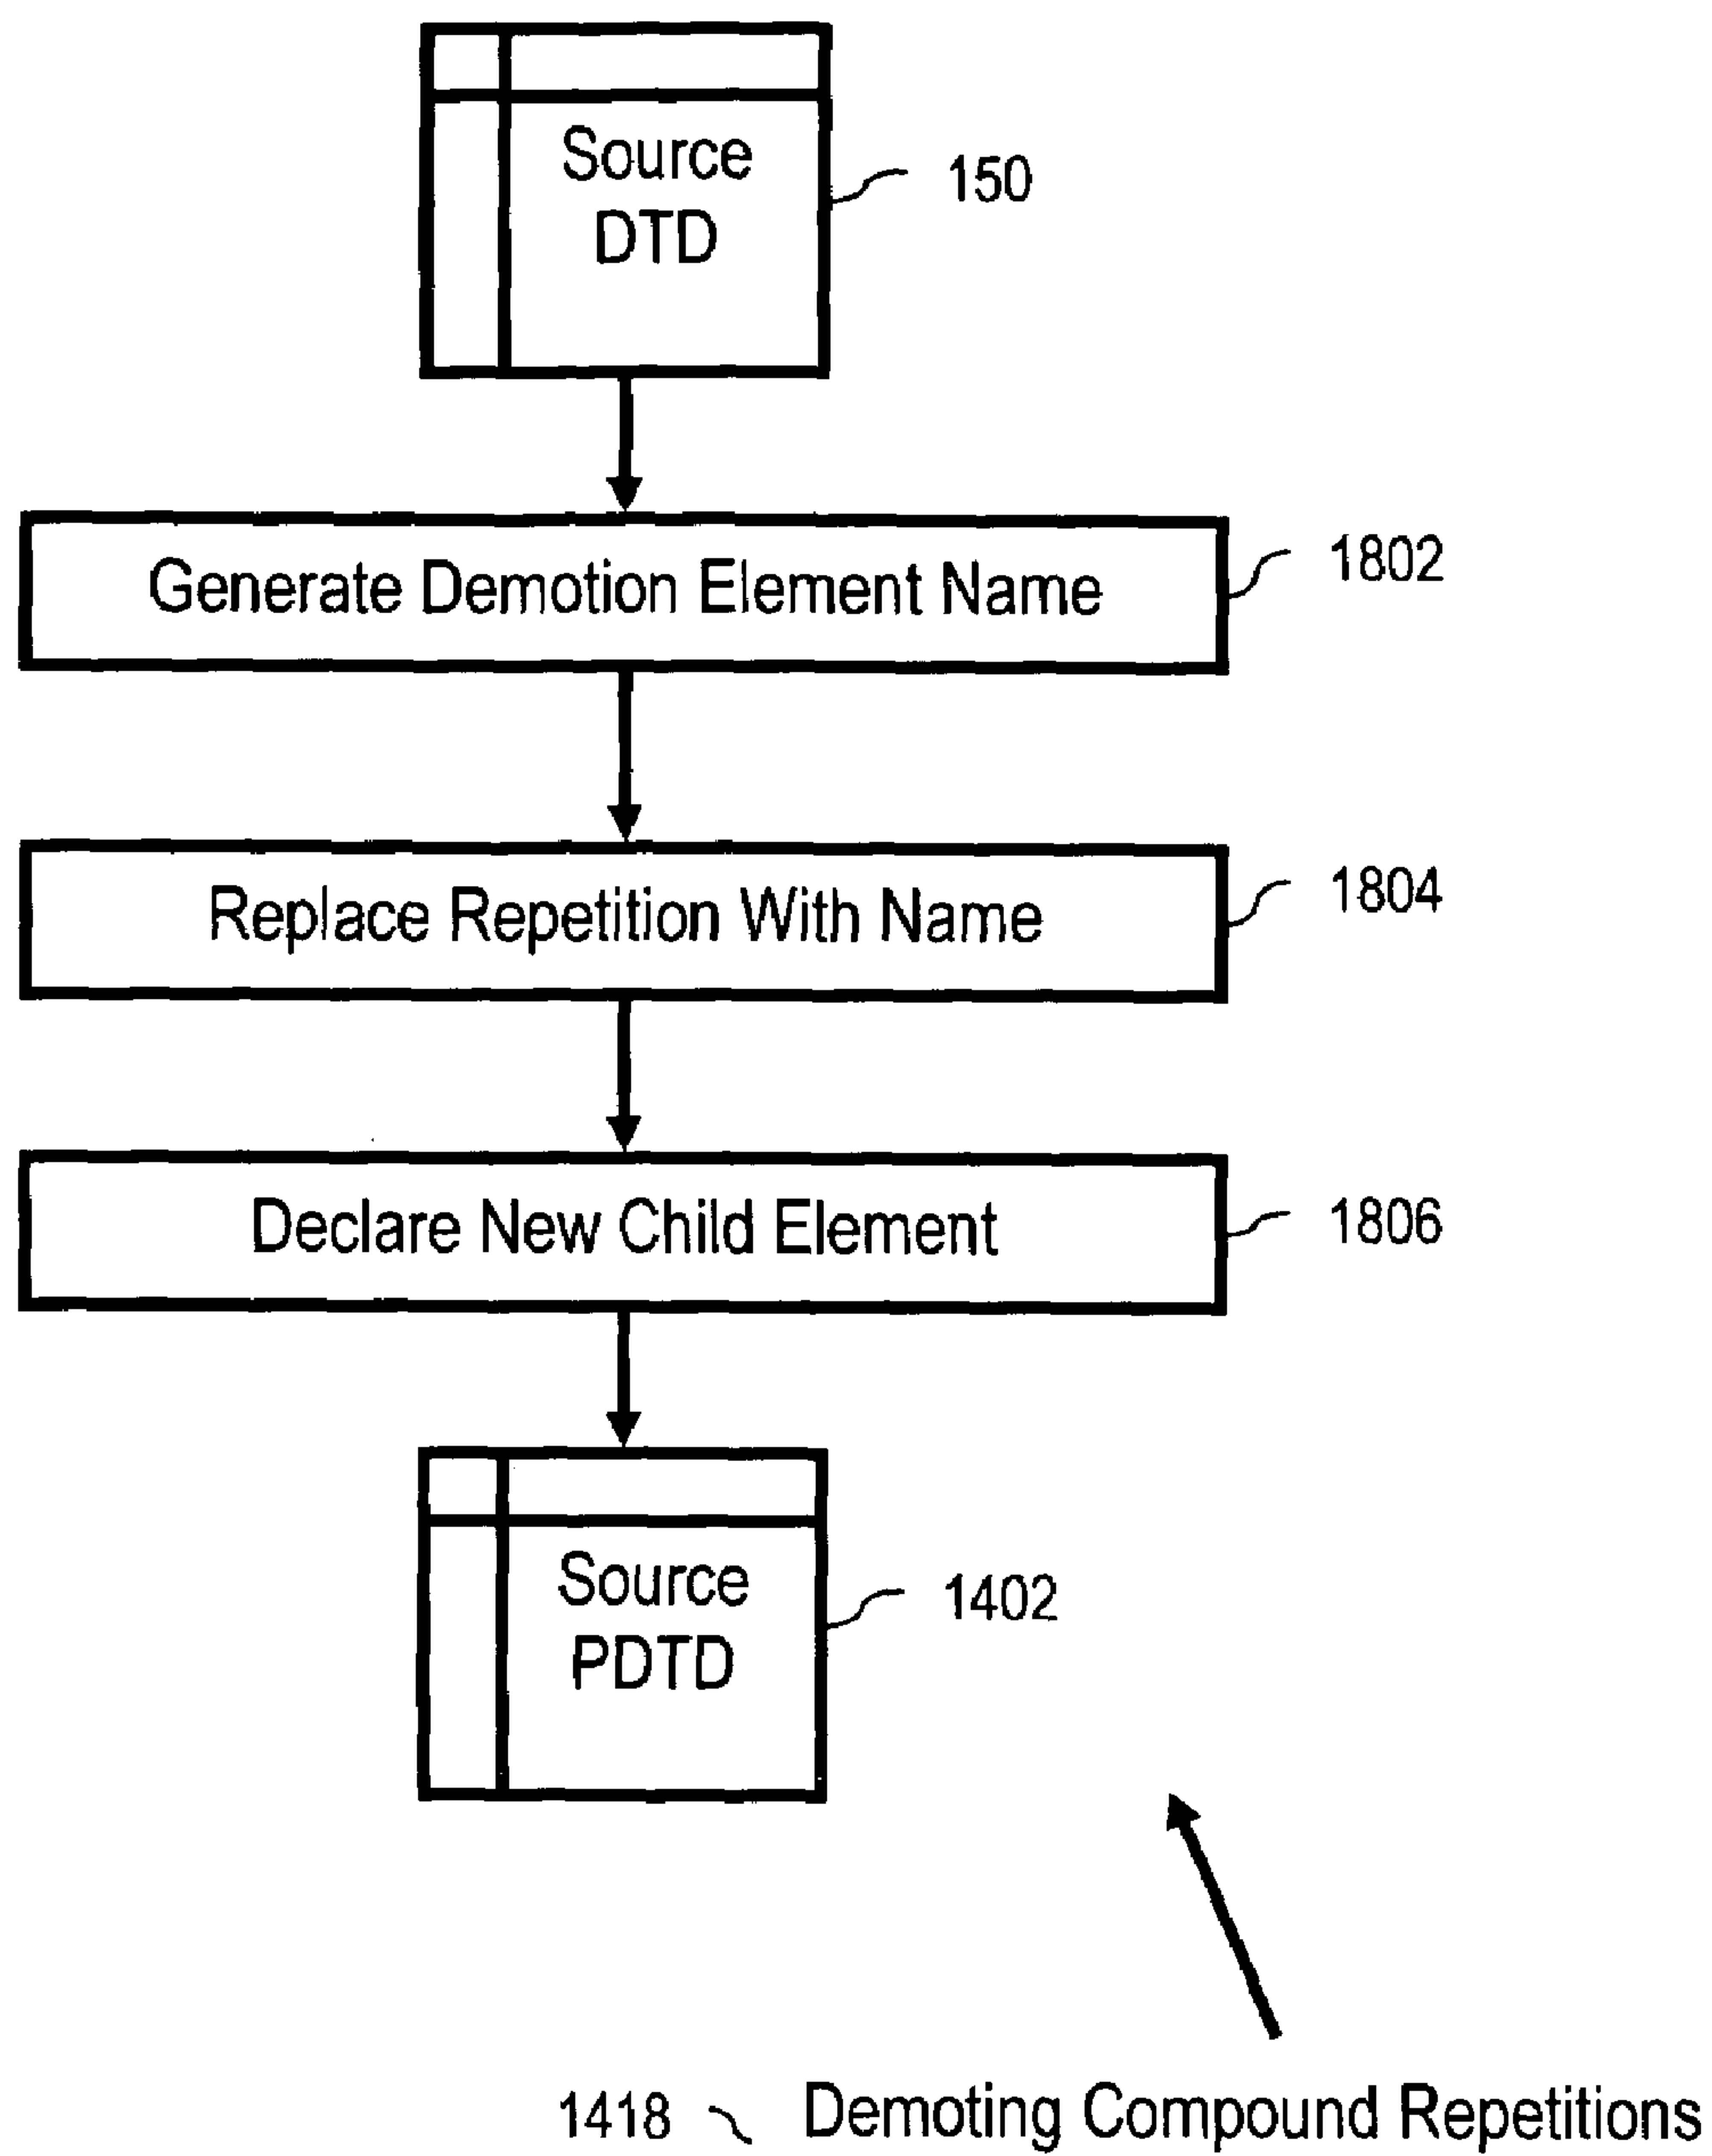 Source
DTD
150
Generate Demotion Element Name
1802
Replace Repetition With Name
1804
Declare New Child Element
1806
Source
PDTD
1402
1418 Demoting Compound Repetitions